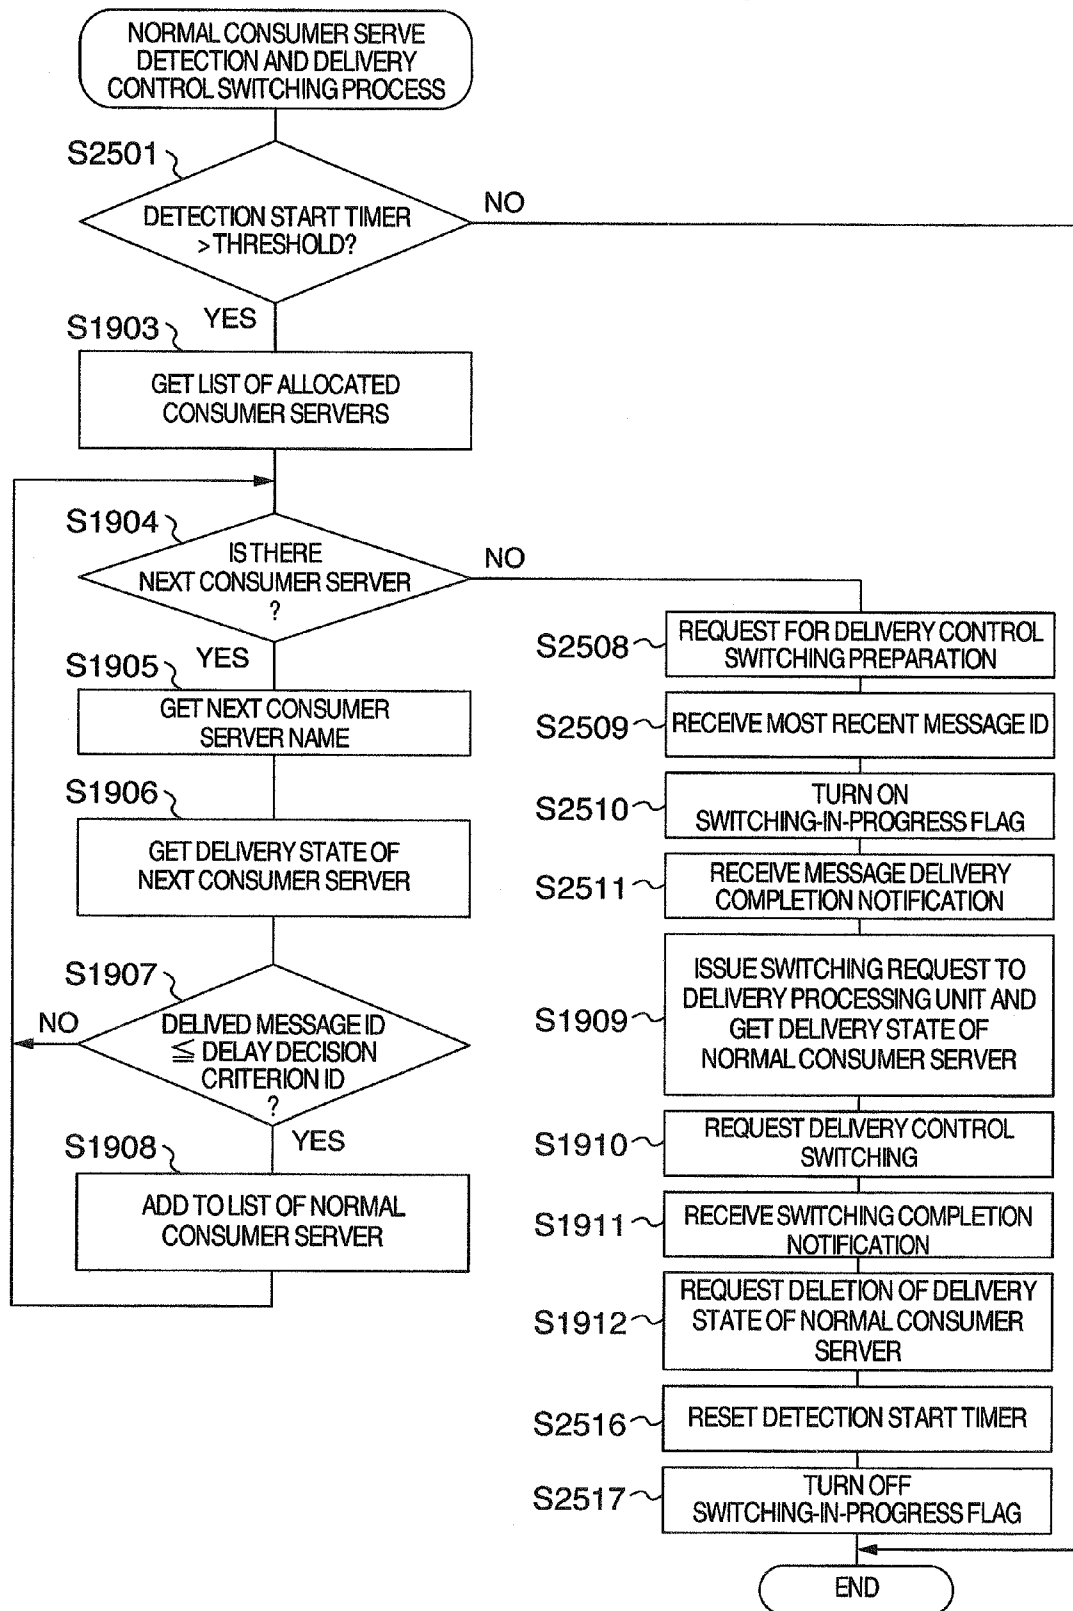 NORMAL CONSUMER SERVE
DETECTION AND DELIVERY
CONTROL SWITCHING PROCESS
S2501
DETECTION START TIMER
> THRESHOLD?
NO
YES
S1903
GET LIST OF ALLOCATED
CONSUMER SERVERS
S1904
IS THERE
NEXT CONSUMER SERVER
?
NO
YES
S1905
GET NEXT CONSUMER
SERVER NAME
S1906
GET DELIVERY STATE OF
NEXT CONSUMER SERVER
S1907
NO
DELIVED MESSAGE ID
≦ DELAY DECISION
CRITERION ID
?
YES
S1908
ADD TO LIST OF NORMAL
CONSUMER SERVER
S2508
REQUEST FOR DELIVERY CONTROL
SWITCHING PREPARATION
S2509
RECEIVE MOST RECENT MESSAGE ID
S2510
TURN ON
SWITCHING-IN-PROGRESS FLAG
S2511
RECEIVE MESSAGE DELIVERY
COMPLETION NOTIFICATION
S1909
ISSUE SWITCHING REQUEST TO
DELIVERY PROCESSING UNIT AND
GET DELIVERY STATE OF
NORMAL CONSUMER SERVER
S1910
REQUEST DELIVERY CONTROL
SWITCHING
S1911
RECEIVE SWITCHING COMPLETION
NOTIFICATION
S1912
REQUEST DELETION OF DELIVERY
STATE OF NORMAL CONSUMER
SERVER
S2516
RESET DETECTION START TIMER
S2517
TURN OFF
SWITCHING-IN-PROGRESS FLAG
END